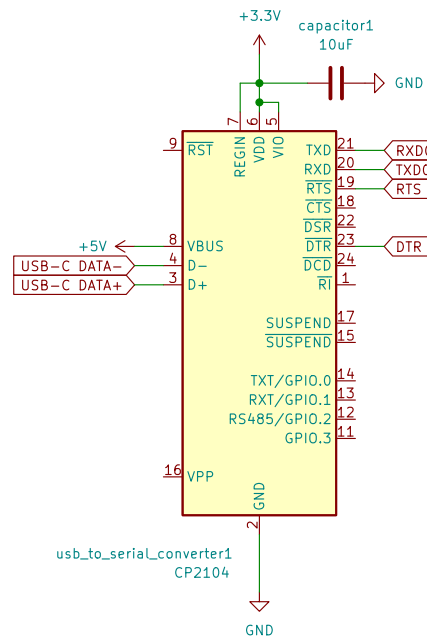 +3.3V
capacitor1
10uF
GND
7
6
5
REGIN
VDD
VIO
9
RST
TXD
21
RXD0
RXD
20
TXD0
RTS
19
RTS
CTS
18
DSR
22
+5V
8
VBUS
DTR
23
DTR
USB-C DATA-
4
D-
DCD
24
USB-C DATA+
3
D+
RI
1
SUSPEND
17
SUSPEND
15
TXT/GPIO.0
14
RXT/GPIO.1
13
RS485/GPIO.2
12
GPIO.3
11
16
VPP
GND
2
usb_to_serial_converter1
CP2104
GND